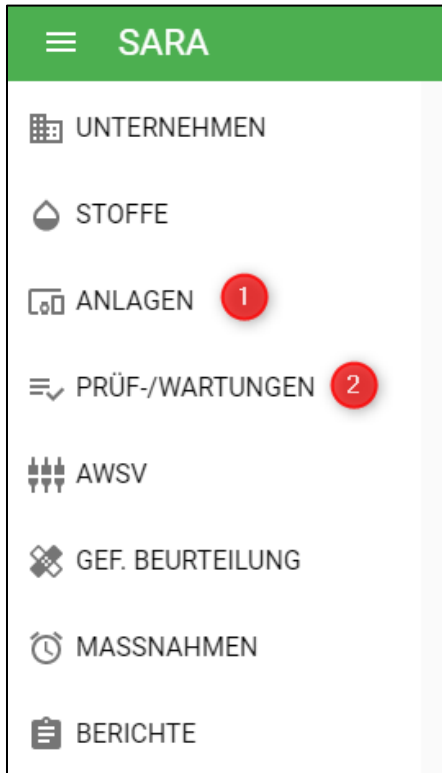 SARA
UNTERNEHMEN
STOFFE
ANLAGEN 1
PRÜF-/WARTUNGEN 2
AWSV
GEF. BEURTEILUNG
MASSNAHMEN
BERICHTE